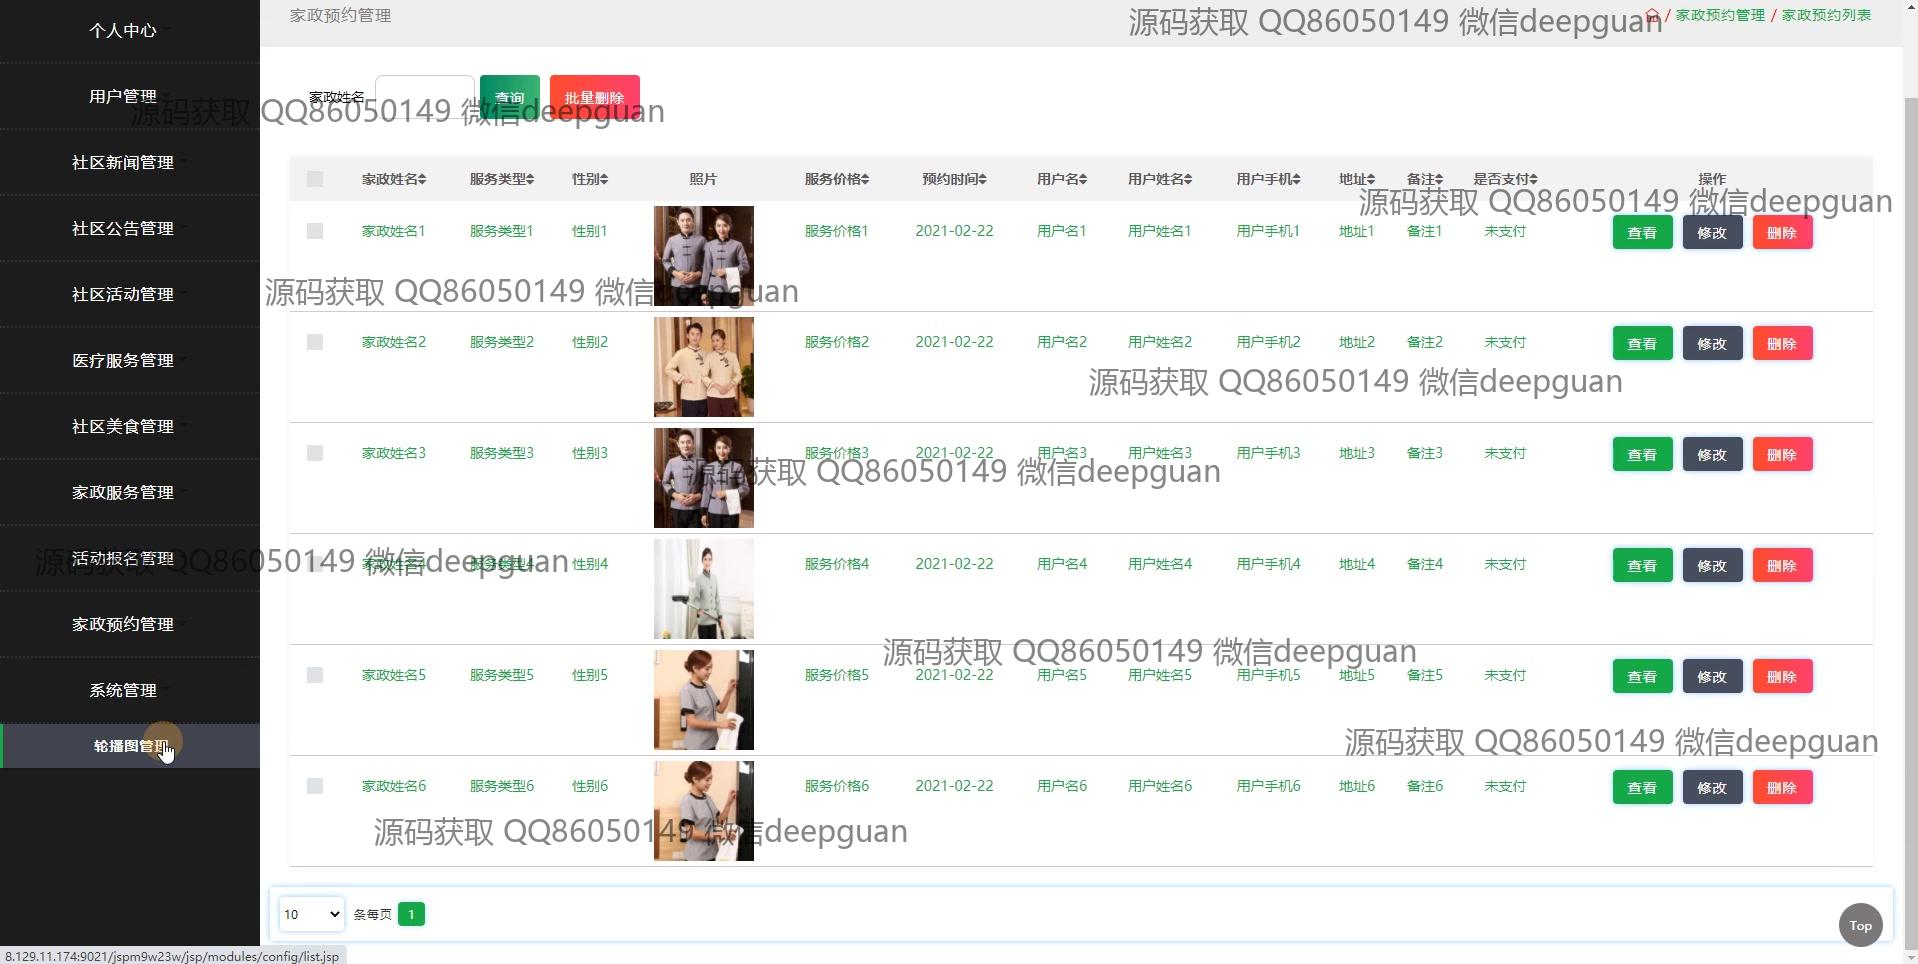 个人中心
用户管理
社区新闻管理
社区公告管理
社区活动管理
医疗服务管理
社区美食管理
家政服务管理
活动报名管理
家政预约管理
系统管理
轮播图管理
家政预约管理
/ 家政预约管理 / 家政预约列表
源码获取 QQ86050149 微信deepguan
家政姓名 查询 批量删除
源码获取 QQ86050149 微信deepguan
家政姓名 服务类型 性别 照片 服务价格 预约时间 用户名 用户姓名 用户手机 地址 备注 是否支付 操作
源码获取 QQ86050149 微信deepguan
家政姓名1 服务类型1 性别1 服务价格1 2021-02-22 用户名1 用户姓名1 用户手机1 地址1 备注1 未支付 查看 修改 删除
源码获取 QQ86050149 微信deepguan
家政姓名2 服务类型2 性别2 服务价格2 2021-02-22 用户名2 用户姓名2 用户手机2 地址2 备注2 未支付 查看 修改 删除
源码获取 QQ86050149 微信deepguan
家政姓名3 服务类型3 性别3 服务价格3 2021-02-22 用户名3 用户姓名3 用户手机3 地址3 备注3 未支付 查看 修改 删除
源码获取 QQ86050149 微信deepguan
家政姓名4 服务类型4 性别4 服务价格4 2021-02-22 用户名4 用户姓名4 用户手机4 地址4 备注4 未支付 查看 修改 删除
源码获取 QQ86050149 微信deepguan
源码获取 QQ86050149 微信deepguan
家政姓名5 服务类型5 性别5 服务价格5 2021-02-22 用户名5 用户姓名5 用户手机5 地址5 备注5 未支付 查看 修改 删除
源码获取 QQ86050149 微信deepguan
家政姓名6 服务类型6 性别6 服务价格6 2021-02-22 用户名6 用户姓名6 用户手机6 地址6 备注6 未支付 查看 修改 删除
源码获取 QQ86050149 微信deepguan
10 条每页 1
Top
8.129.11.174:9021/jspm9w23w/jsp/modules/config/list.jsp